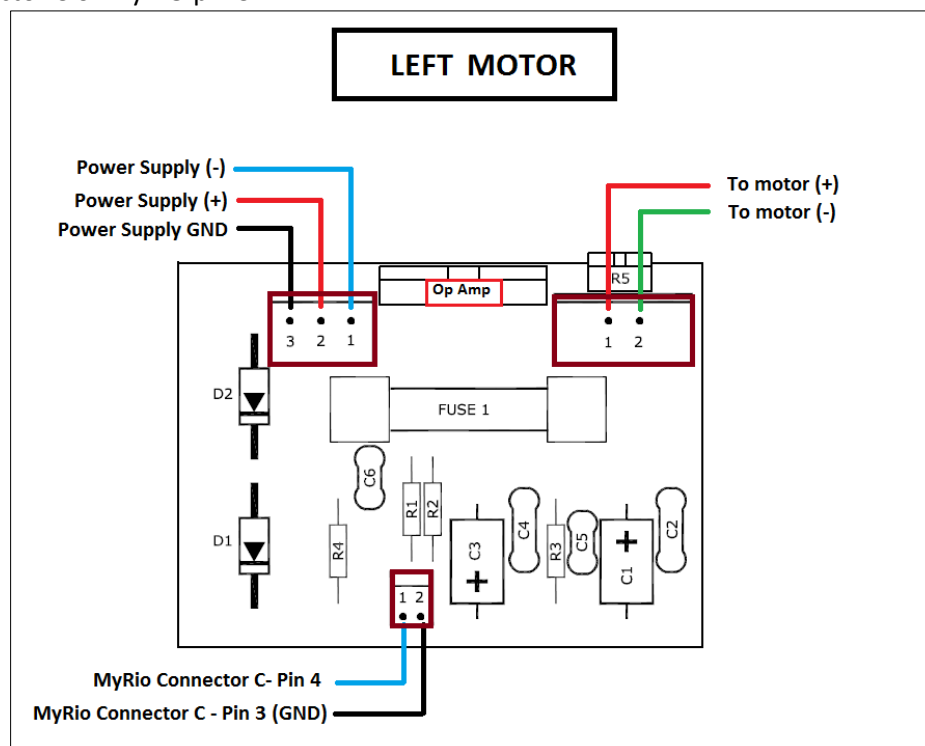 LEFT MOTOR
Power Supply (-)
Power Supply (+)
Power Supply GND
To motor (+)
To motor (-)
Op Amp
R5
3 2 1
1 2
D2
FUSE 1
C6
R1
R2
D1
R4
C3
+
C4
R3
C5
+
C1
C2
1 2
MyRio Connector C- Pin 4
MyRio Connector C - Pin 3 (GND)